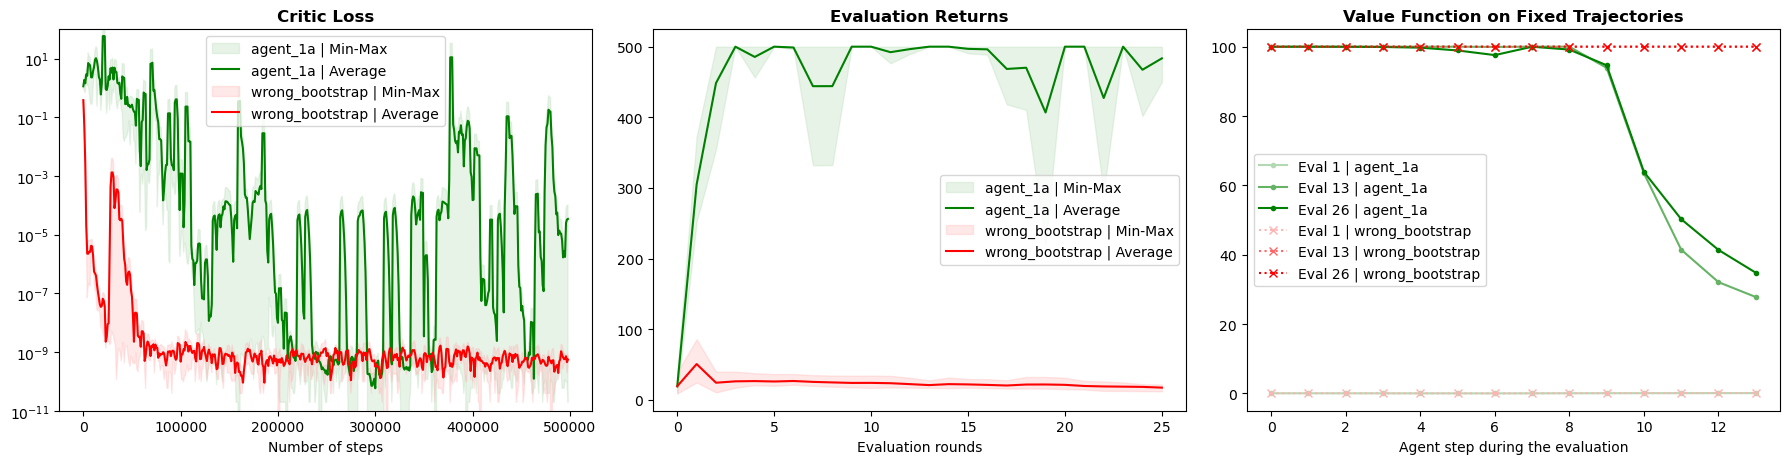 Critic Loss
10¹
10⁻¹
10⁻³
10⁻⁵
10⁻⁷
10⁻⁹
10⁻¹¹
agent_1a | Min-Max
agent_1a | Average
wrong_bootstrap | Min-Max
wrong_bootstrap | Average
0 100000 200000 300000 400000 500000
Number of steps
Evaluation Returns
500
400
300
200
100
0
agent_1a | Min-Max
agent_1a | Average
wrong_bootstrap | Min-Max
wrong_bootstrap | Average
0 5 10 15 20 25
Evaluation rounds
Value Function on Fixed Trajectories
100
80
60
40
20
0
Eval 1 | agent_1a
Eval 13 | agent_1a
Eval 26 | agent_1a
Eval 1 | wrong_bootstrap
Eval 13 | wrong_bootstrap
Eval 26 | wrong_bootstrap
0 2 4 6 8 10 12
Agent step during the evaluation